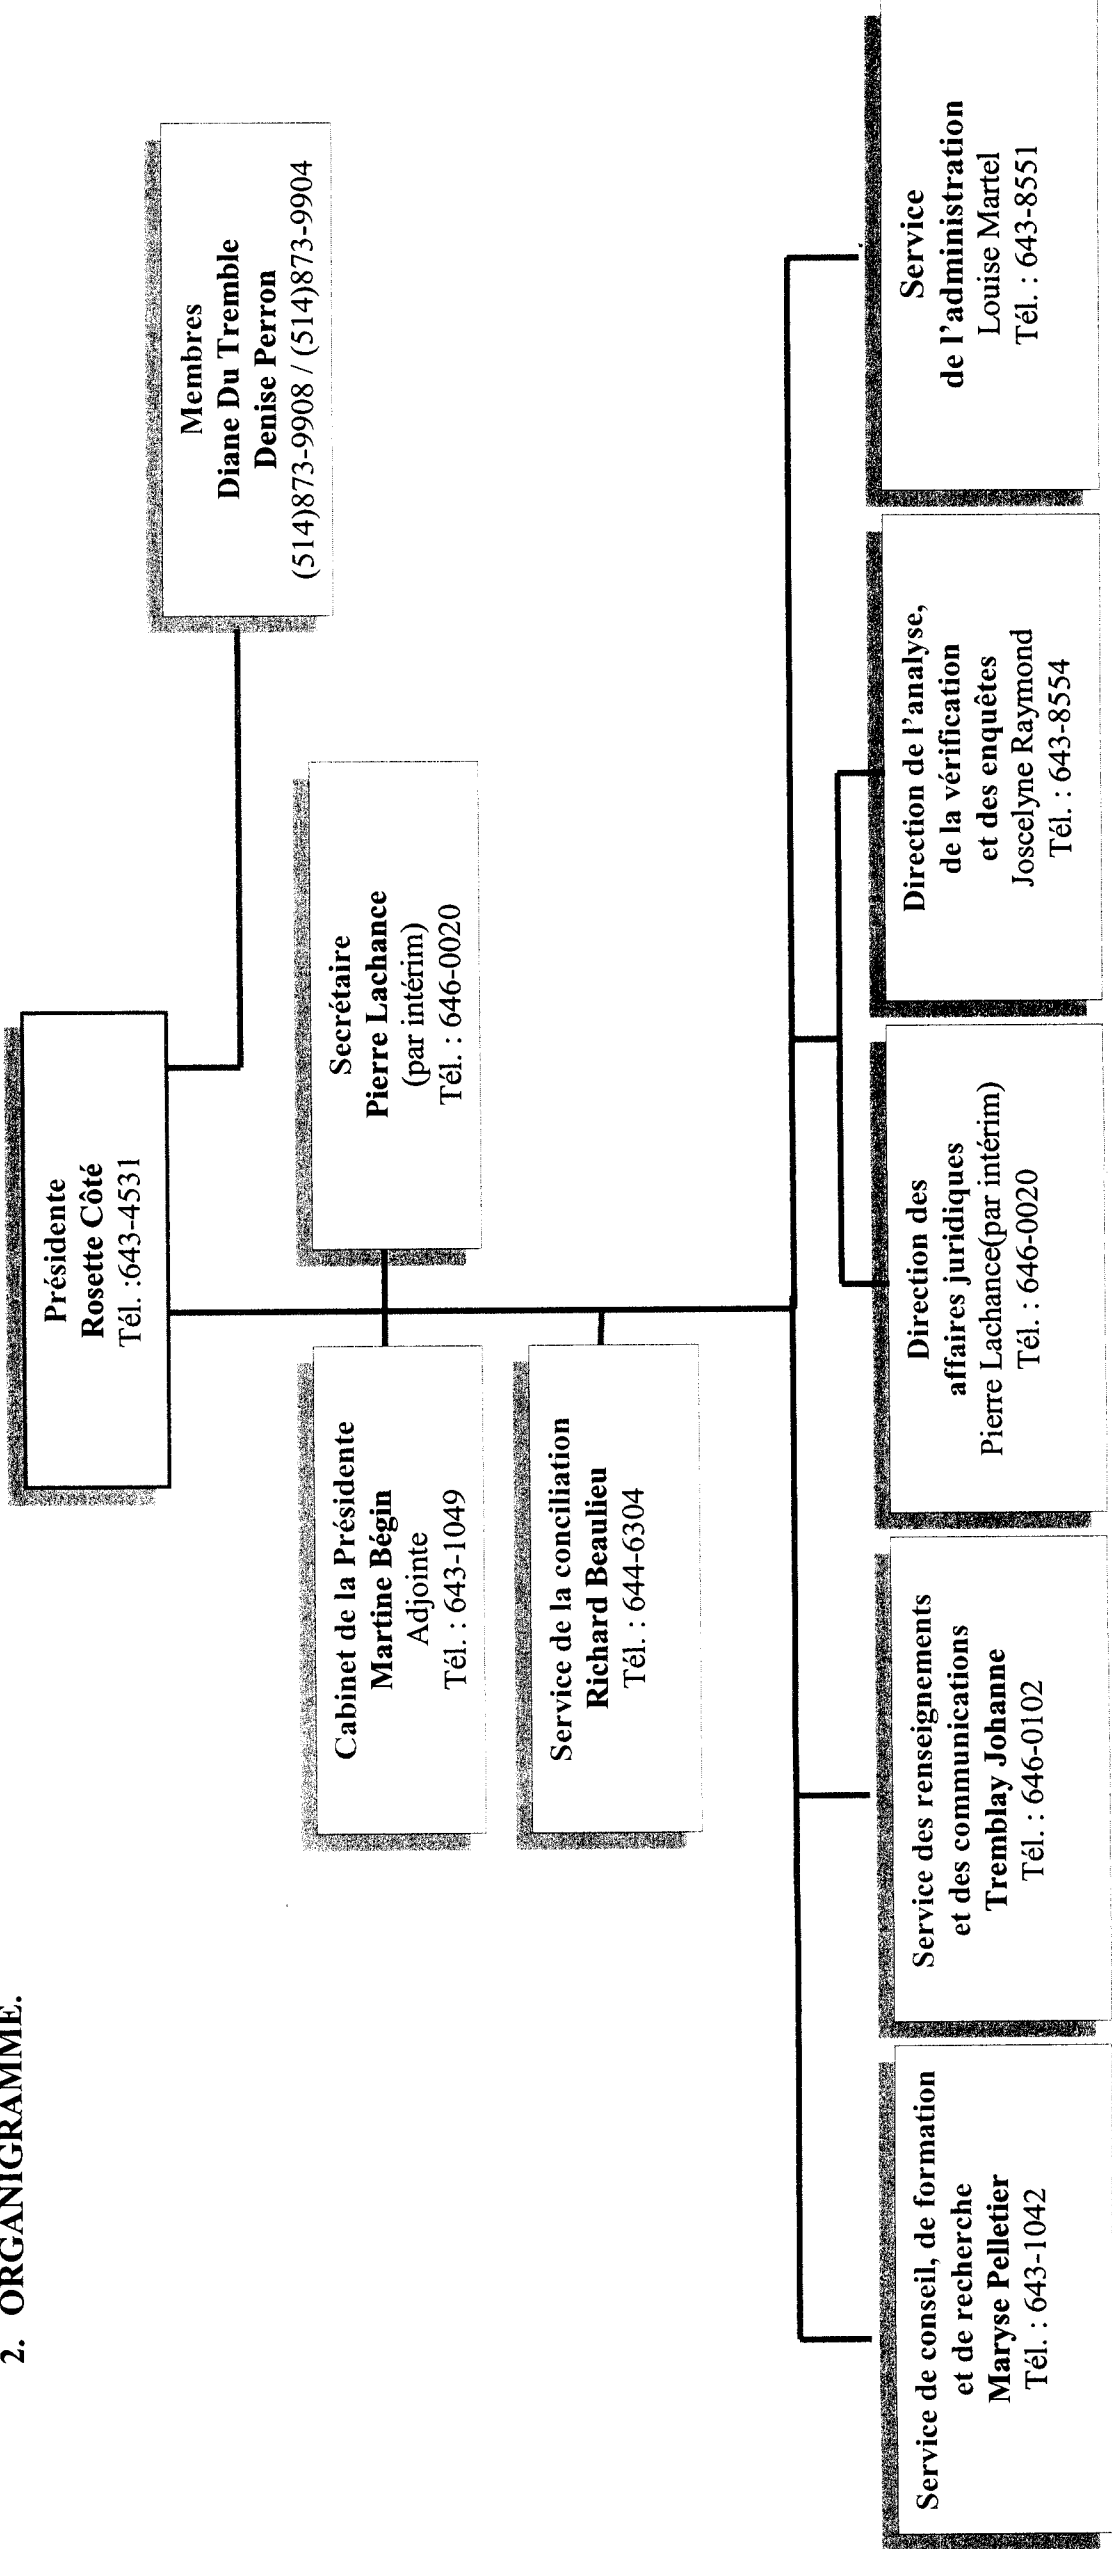 2. ORGANIGRAMME.
Présidente
Rosette Côté
Tél. :643-4531
Membres
Diane Du Tremble
Denise Perron
(514)873-9908 / (514)873-9904
Cabinet de la Présidente
Martine Bégin
Adjointe
Tél. : 643-1049
Secrétaire
Pierre Lachance
(par intérim)
Tél. : 646-0020
Service de la conciliation
Richard Beaulieu
Tél. : 644-6304
Service de conseil, de formation
et de recherche
Maryse Pelletier
Tél. : 643-1042
Service des renseignements
et des communications
Tremblay Johanne
Tél. : 646-0102
Direction des
affaires juridiques
Pierre Lachance(par intérim)
Tél. : 646-0020
Direction de l'analyse,
de la vérification
et des enquêtes
Joscelyne Raymond
Tél. : 643-8554
Service
de l'administration
Louise Martel
Tél. : 643-8551